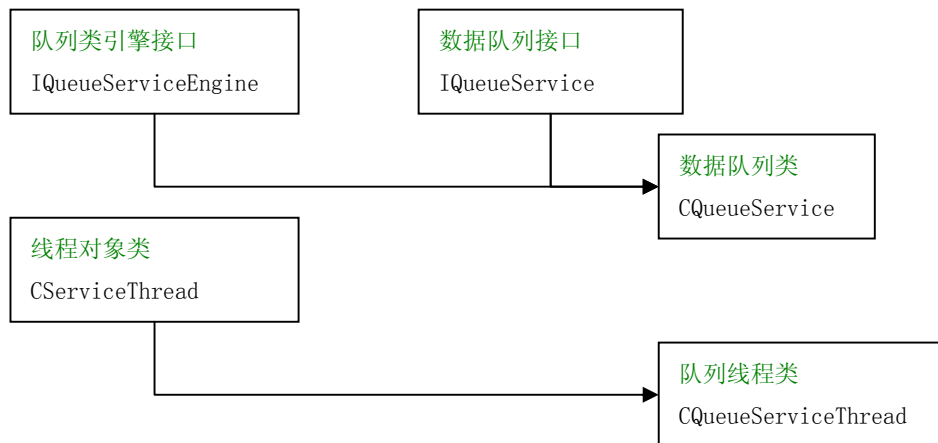 队列类引擎接口
IQueueServiceEngine
数据队列接口
IQueueService
数据队列类
CQueueService
线程对象类
CServiceThread
队列线程类
CQueueServiceThread